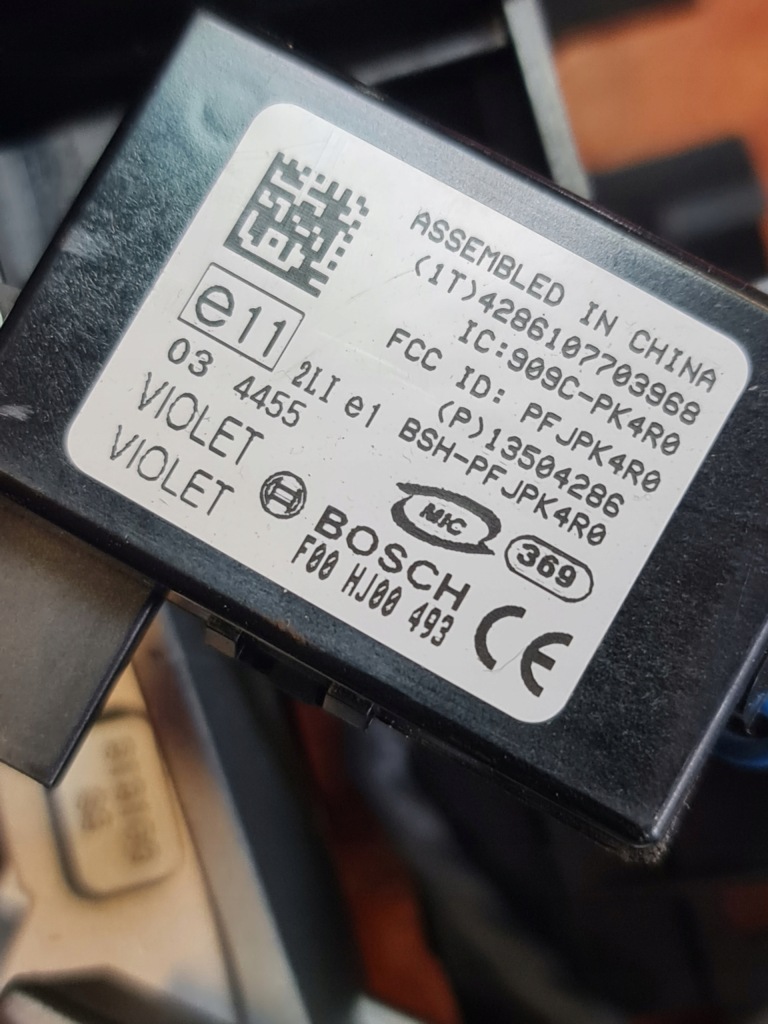 ASSEMBLED IN CHINA
(1T)4286107703968
IC:909C-PK4R0
FCC ID: PFJPK4R0
(P)13504286
2LI e1 BSH-PFJPK4R0
e11
03 4455
VIOLET
VIOLET
MIC
369
BOSCH
F00 HJ00 493
CE